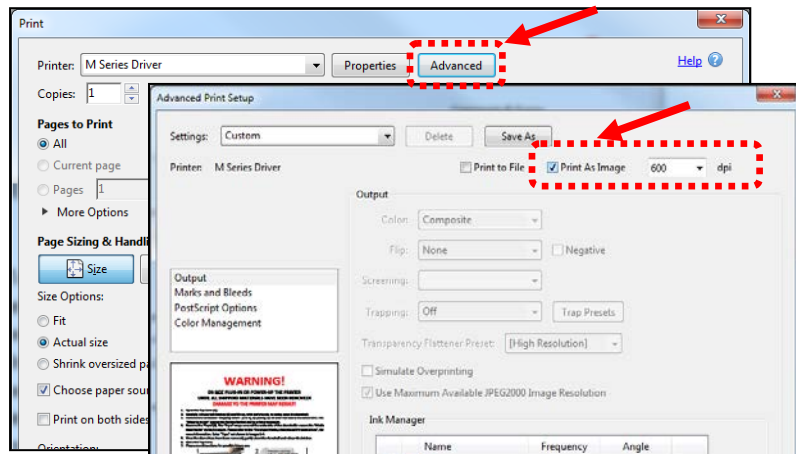 Print
Printer: M Series Driver Properties Advanced Help
Copies: 1
Advanced Print Setup
Pages to Print
All
Current page
Pages 1
More Options
Settings: Custom Delete Save As
Printer: M Series Driver Print to File Print As Image 600 dpi
Page Sizing & Handli
Size
Size Options:
Fit
Actual size
Shrink oversized pa
Choose paper sour
Print on both sides
Orientation:
Output
Marks and Bleeds
PostScript Options
Color Management
WARNING!
Output
Color: Composite
Flip: None Negative
Screening:
Trapping: Off Trap Presets
Transparency Flattener Preset: [High Resolution]
Simulate Overprinting
Use Maximum Available JPEG2000 Image Resolution
Ink Manager
Name Frequency Angle